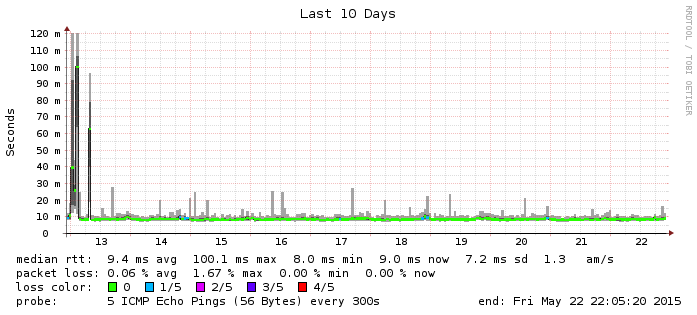 Last 10 Days
RRDTOOL / TOBI OETIKER
Seconds
120 m
110 m
100 m
90 m
80 m
70 m
60 m
50 m
40 m
30 m
20 m
10 m
0
13 14 15 16 17 18 19 20 21 22
median rtt: 9.4 ms avg 100.1 ms max 8.0 ms min 9.0 ms now 7.2 ms sd 1.3 am/s
packet loss: 0.06 % avg 1.67 % max 0.00 % min 0.00 % now
loss color: 0 1/5 2/5 3/5 4/5
probe: 5 ICMP Echo Pings (56 Bytes) every 300s end: Fri May 22 22:05:20 2015